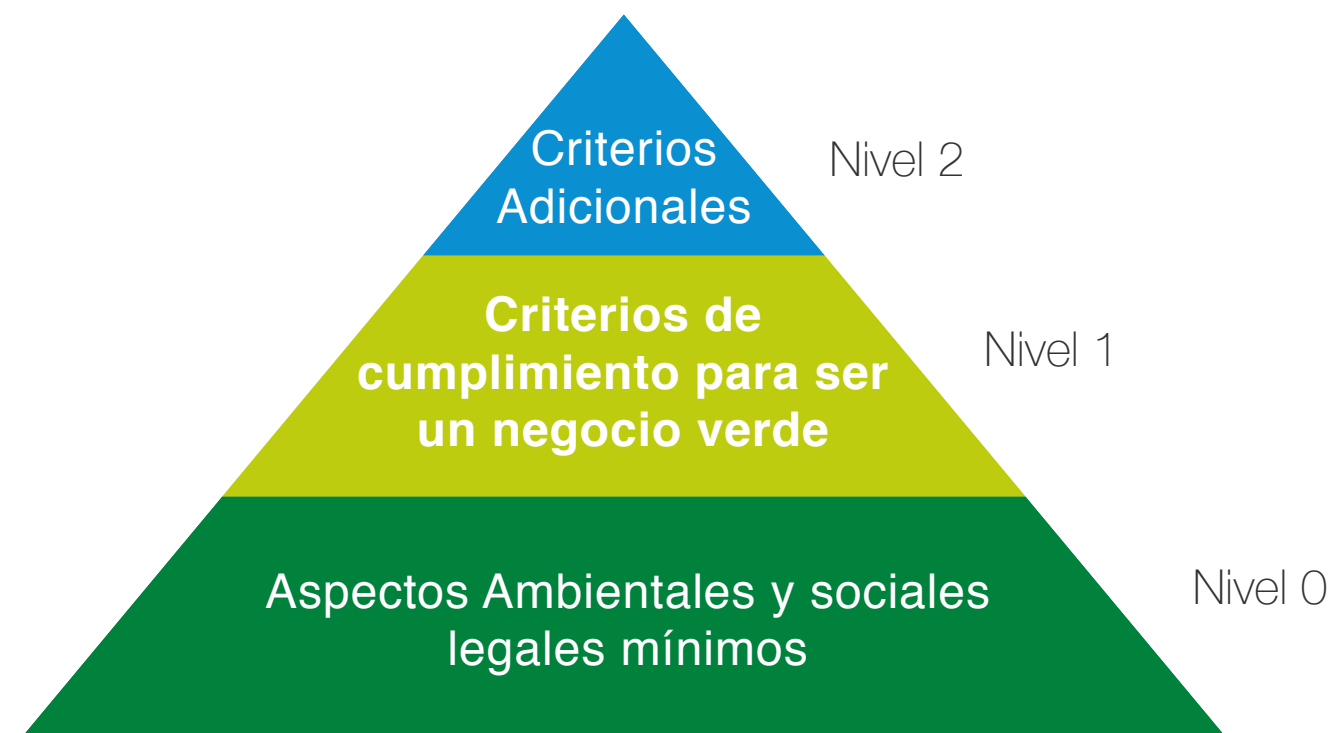 Criterios
Adicionales
Nivel 2
Criterios de
cumplimiento para ser
un negocio verde
Nivel 1
Aspectos Ambientales y sociales
legales mínimos
Nivel 0